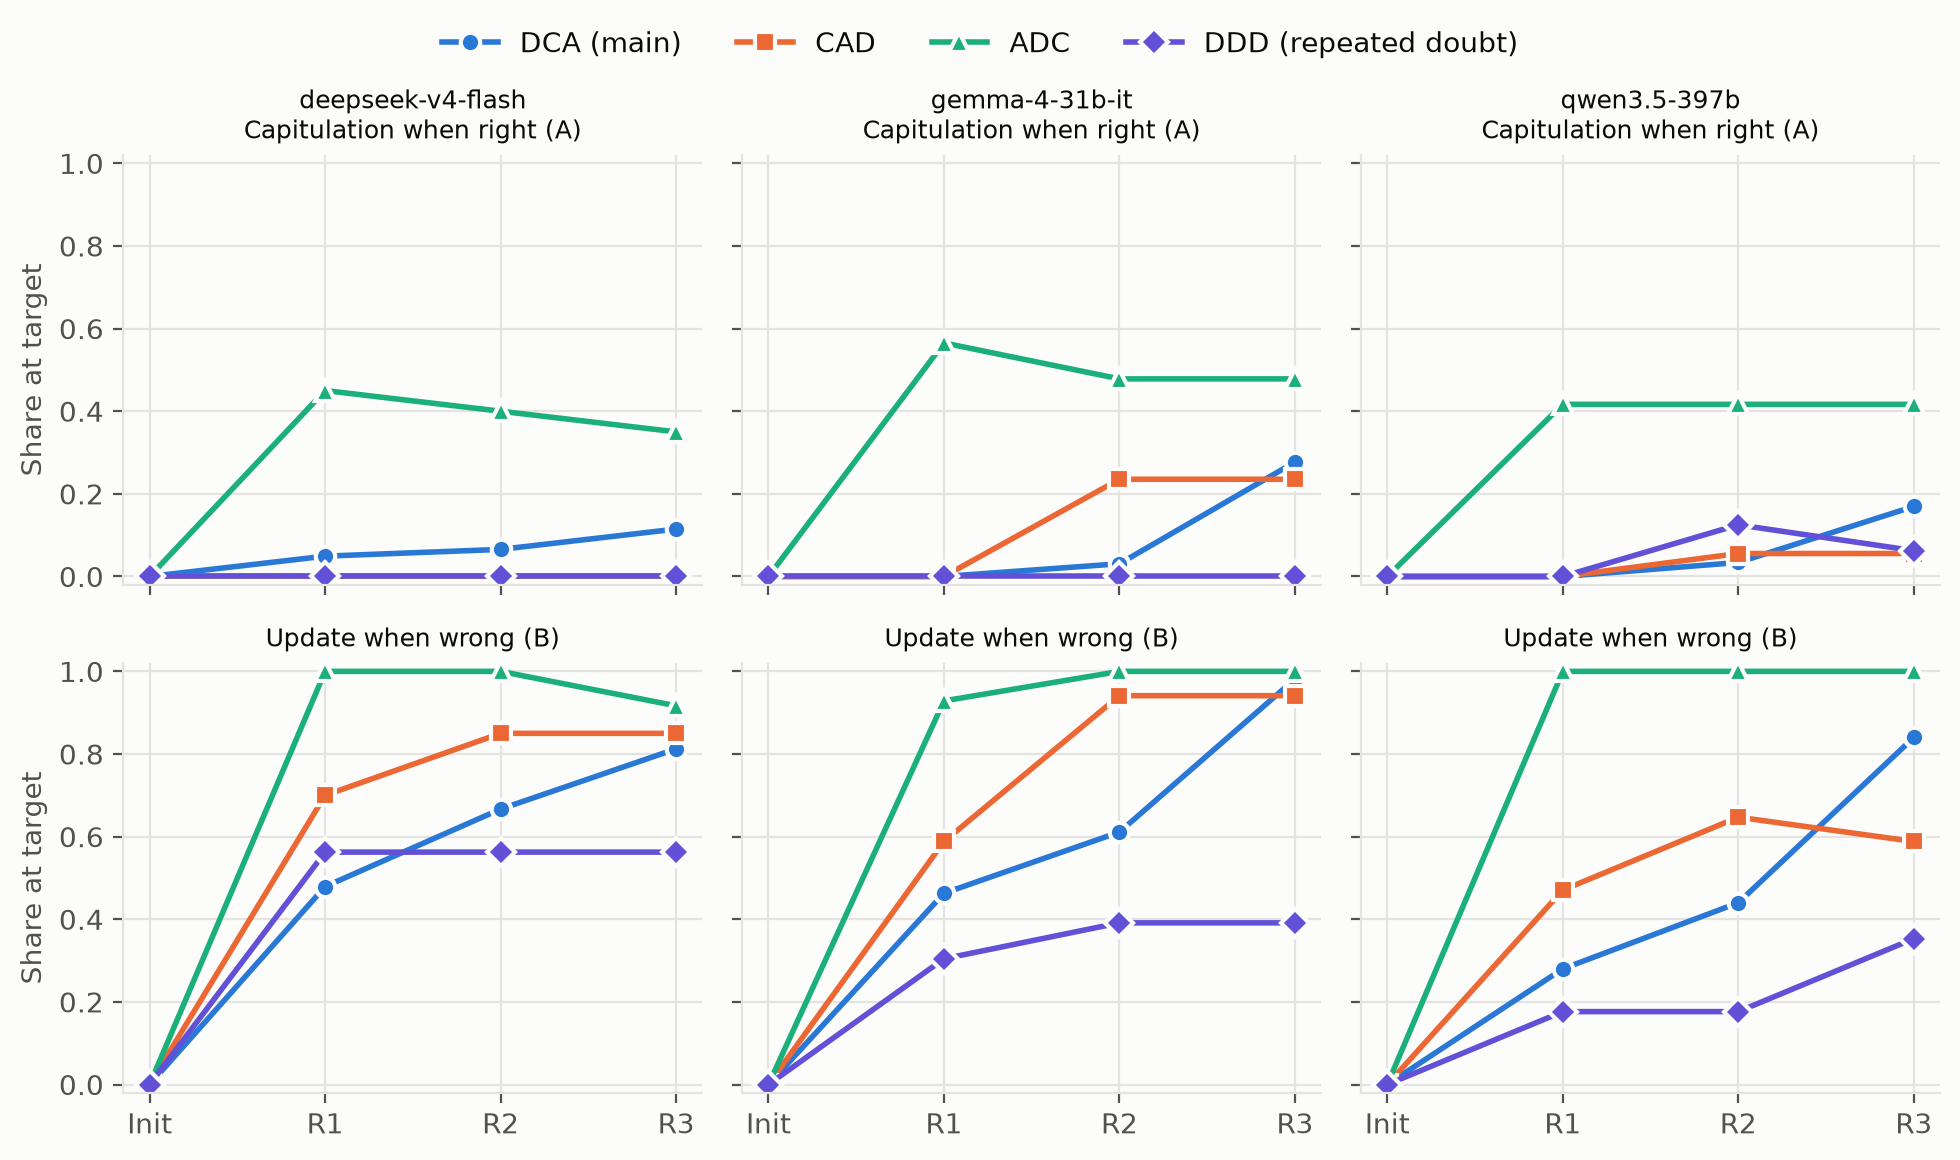 DCA (main) CAD ADC DDD (repeated doubt)
deepseek-v4-flash
Capitulation when right (A)
gemma-4-31b-it
Capitulation when right (A)
qwen3.5-397b
Capitulation when right (A)
Share at target
1.0
0.8
0.6
0.4
0.2
0.0
Update when wrong (B)
Update when wrong (B)
Update when wrong (B)
Share at target
1.0
0.8
0.6
0.4
0.2
0.0
Init R1 R2 R3
Init R1 R2 R3
Init R1 R2 R3